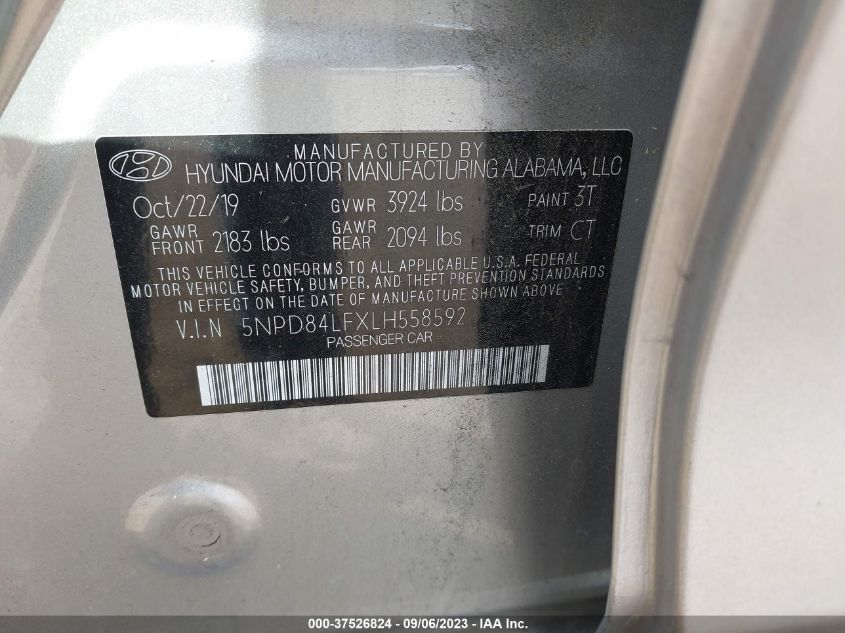 MANUFACTURED BY
HYUNDAI MOTOR MANUFACTURING ALABAMA, LLC
Oct/22/19 GVWR 3924 lbs PAINT 3T
GAWR FRONT 2183 lbs GAWR REAR 2094 lbs TRIM CT
THIS VEHICLE CONFORMS TO ALL APPLICABLE U.S.A. FEDERAL
MOTOR VEHICLE SAFETY, BUMPER, AND THEFT PREVENTION STANDARDS
IN EFFECT ON THE DATE OF MANUFACTURE SHOWN ABOVE
V.I.N 5NPD84LFXLH558592
PASSENGER CAR
000-37526824 - 09/06/2023 - IAA Inc.